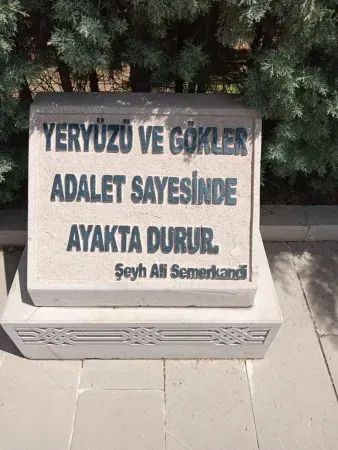 YERYÜZÜ VE GÖKLER
ADALET SAYESİNDE
AYAKTA DURUR.
Şeyh Ali Semerkandi